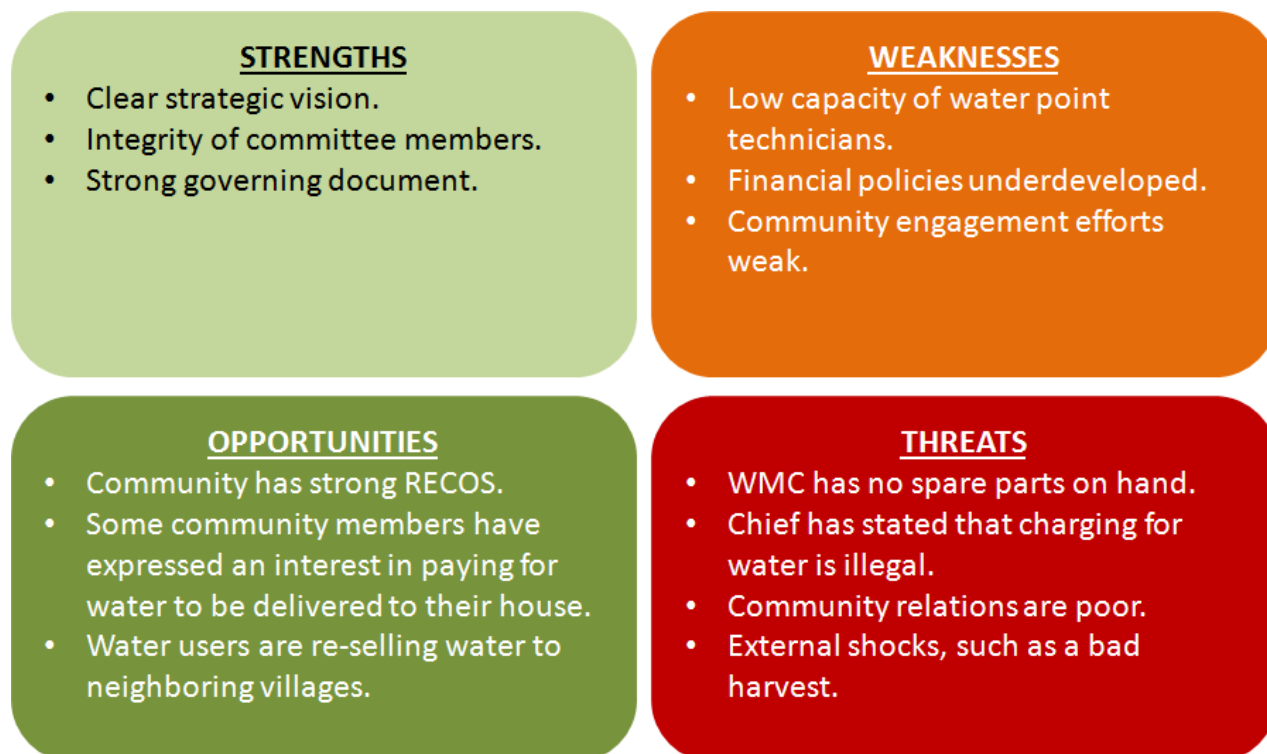 STRENGTHS
• Clear strategic vision.
• Integrity of committee members.
• Strong governing document.
WEAKNESSES
• Low capacity of water point
technicians.
• Financial policies underdeveloped.
• Community engagement efforts
weak.
OPPORTUNITIES
• Community has strong RECOS.
• Some community members have
expressed an interest in paying for
water to be delivered to their house.
• Water users are re-selling water to
neighboring villages.
THREATS
• WMC has no spare parts on hand.
• Chief has stated that charging for
water is illegal.
• Community relations are poor.
• External shocks, such as a bad
harvest.